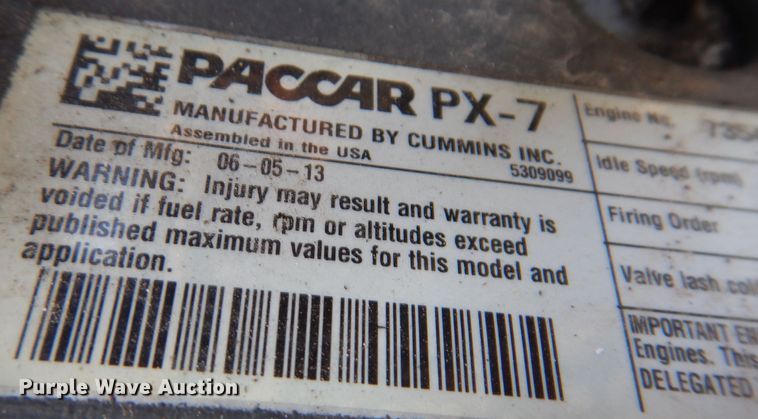 PACCAR PX-7
MANUFACTURED BY CUMMINS INC.
Assembled in the USA
5309099
Date of Mfg: 06-05-13
WARNING: Injury may result and warranty is
voided if fuel rate, rpm or altitudes exceed
published maximum values for this model and
application.
Engine No.
Idle Speed (rpm)
Firing Order
Valve lash
IMPORTANT
Engines. This
DELEGATED
Purple Wave Auction